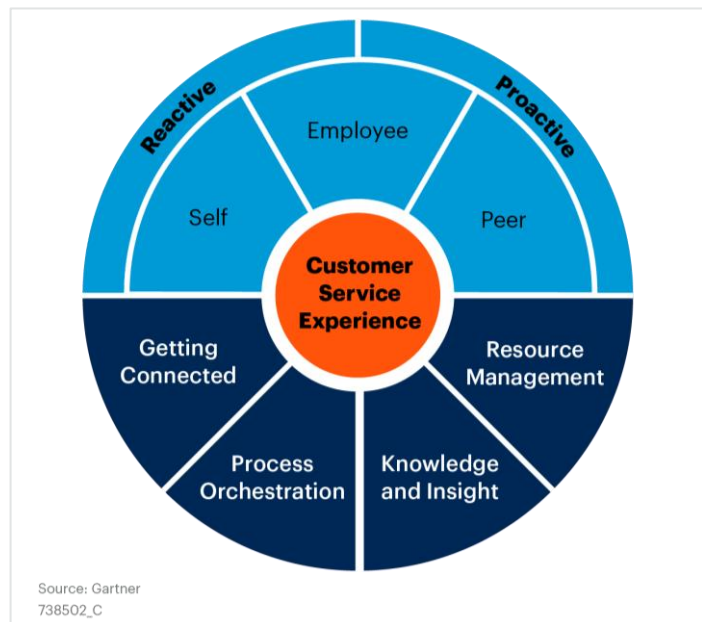 Reactive
Proactive
Employee
Self
Peer
Customer
Service
Experience
Getting
Connected
Resource
Management
Process
Orchestration
Knowledge
and Insight
Source: Gartner
738502_C